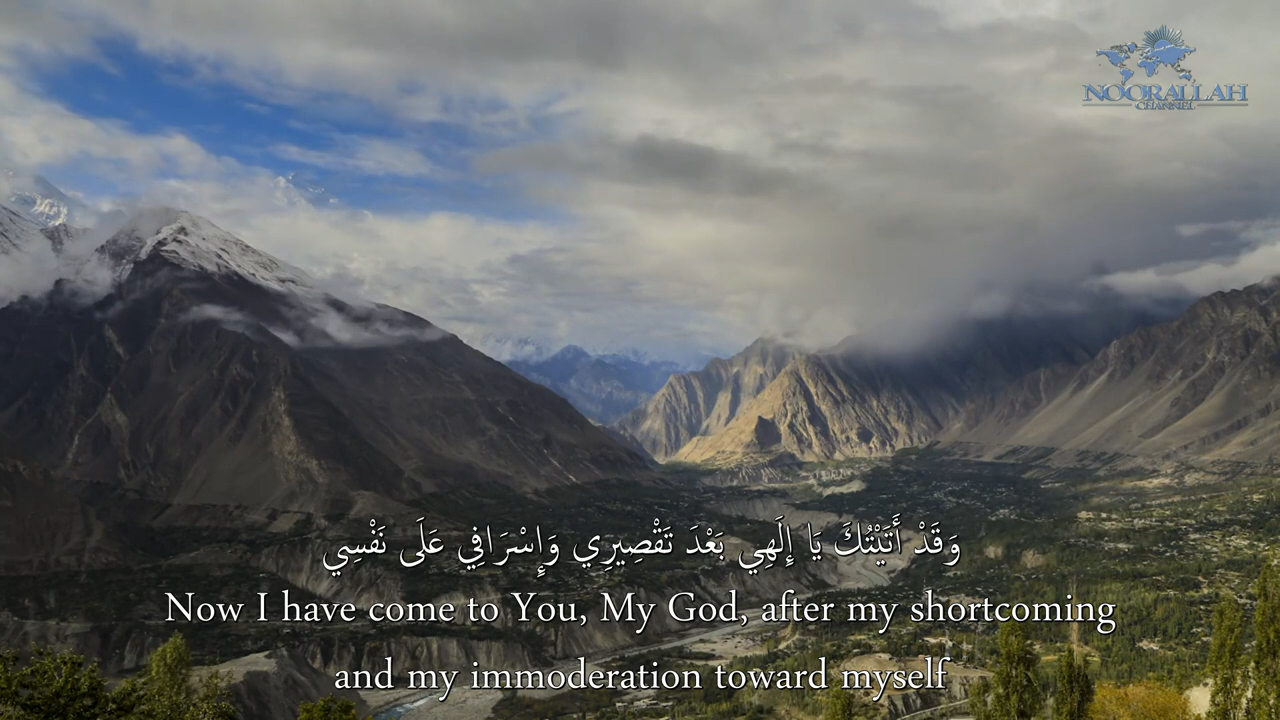 NOORALLAH
CHANNEL
وَقَدْ أَتَيْتُكَ يَا إِلَهِي بَعْدَ تَقْصِيرِي وَإِسْرَافِي عَلَى نَفْسِي
Now I have come to You, My God, after my shortcoming
and my immoderation toward myself